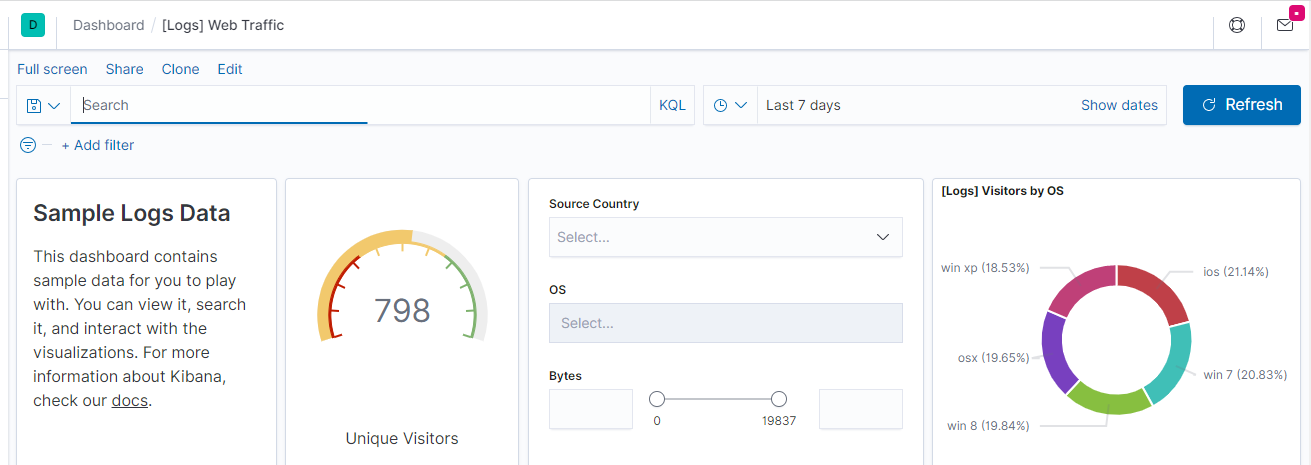 D Dashboard / [Logs] Web Traffic
Full screen Share Clone Edit
Search KQL Last 7 days Show dates Refresh
+ Add filter
Sample Logs Data
This dashboard contains
sample data for you to play
with. You can view it, search
it, and interact with the
visualizations. For more
information about Kibana,
check our docs.
798
Unique Visitors
Source Country
Select...
OS
Select...
Bytes
0 19837
[Logs] Visitors by OS
win xp (18.53%)
ios (21.14%)
osx (19.65%)
win 7 (20.83%)
win 8 (19.84%)